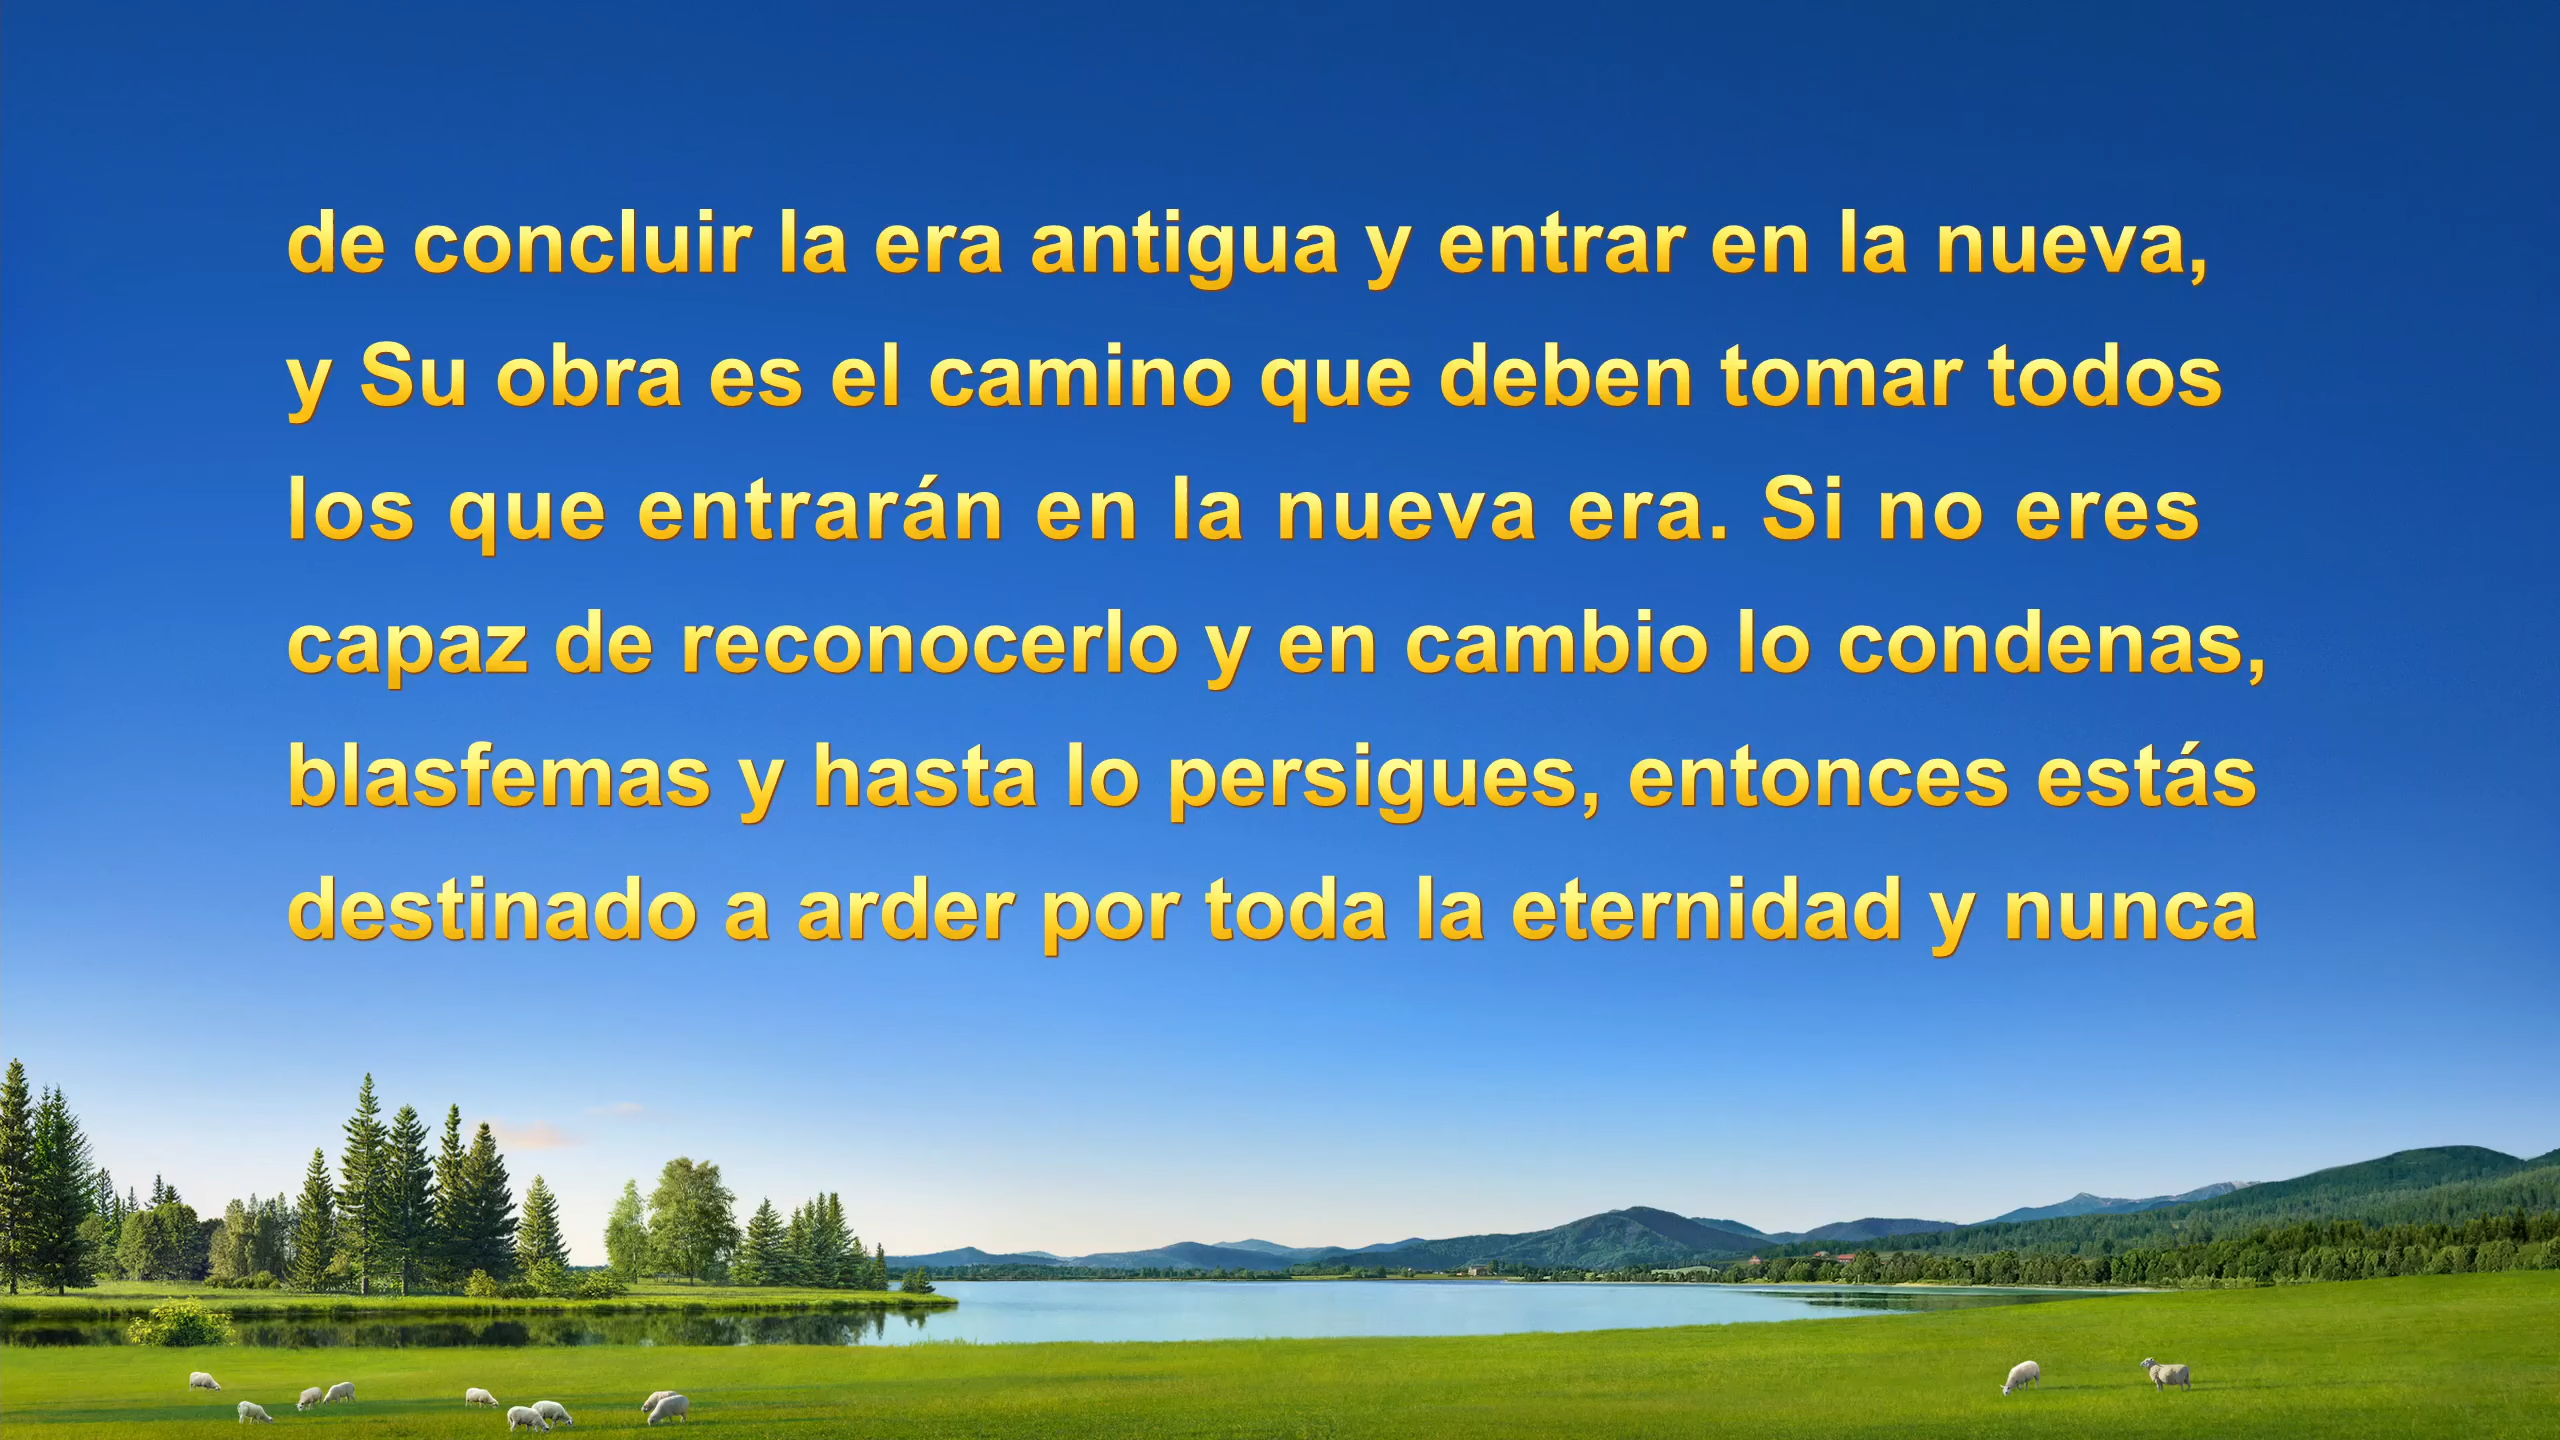 de concluir la era antigua y entrar en la nueva,
y Su obra es el camino que deben tomar todos
los que entrarán en la nueva era. Si no eres
capaz de reconocerlo y en cambio lo condenas,
blasfemas y hasta lo persigues, entonces estás
destinado a arder por toda la eternidad y nunca